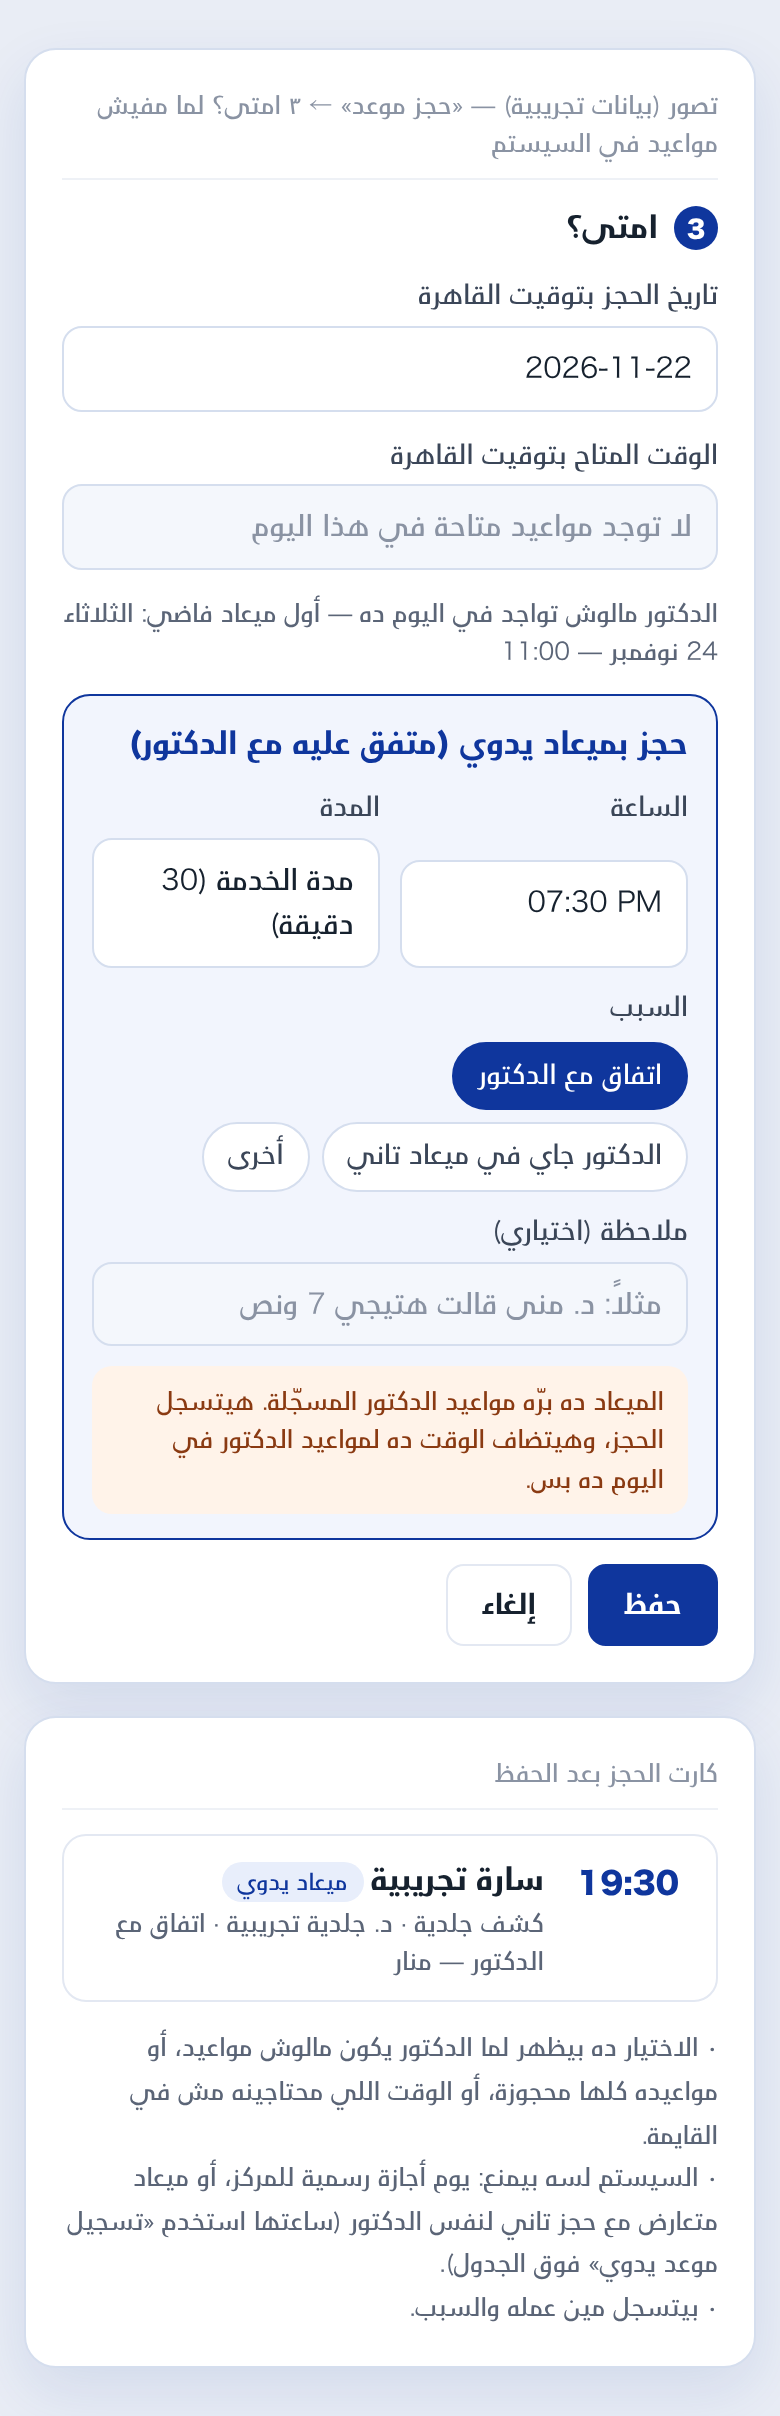 تصور (بيانات تجريبية) — «حجز موعد» ← ٣ امتى؟ لما مفيش
مواعيد في السيستم
3 امتى؟
تاريخ الحجز بتوقيت القاهرة
2026-11-22
الوقت المتاح بتوقيت القاهرة
لا توجد مواعيد متاحة في هذا اليوم
الدكتور مالوش تواجد في اليوم ده — أول ميعاد فاضي: الثلاثاء
24 نوفمبر — 11:00
حجز بميعاد يدوي (متفق عليه مع الدكتور)
الساعة
المدة
07:30 PM
مدة الخدمة (30
دقيقة)
السبب
اتفاق مع الدكتور
الدكتور جاي في ميعاد تاني
أخرى
ملاحظة (اختياري)
مثلاً: د. منى قالت هتيجي 7 ونص
الميعاد ده برّه مواعيد الدكتور المسجّلة. هيتسجل
الحجز، وهيتضاف الوقت ده لمواعيد الدكتور في
اليوم ده بس.
حفظ
إلغاء
كارت الحجز بعد الحفظ
19:30
سارة تجريبية ميعاد يدوي
كشف جلدية · د. جلدية تجريبية · اتفاق مع
الدكتور — منار
· الاختيار ده بيظهر لما الدكتور يكون مالوش مواعيد، أو
مواعيده كلها محجوزة، أو الوقت اللي محتاجينه مش في
القايمة.
· السيستم لسه بيمنع: يوم أجازة رسمية للمركز، أو ميعاد
متعارض مع حجز تاني لنفس الدكتور (ساعتها استخدم «تسجيل
موعد يدوي» فوق الجدول).
· بيتسجل مين عمله والسبب.